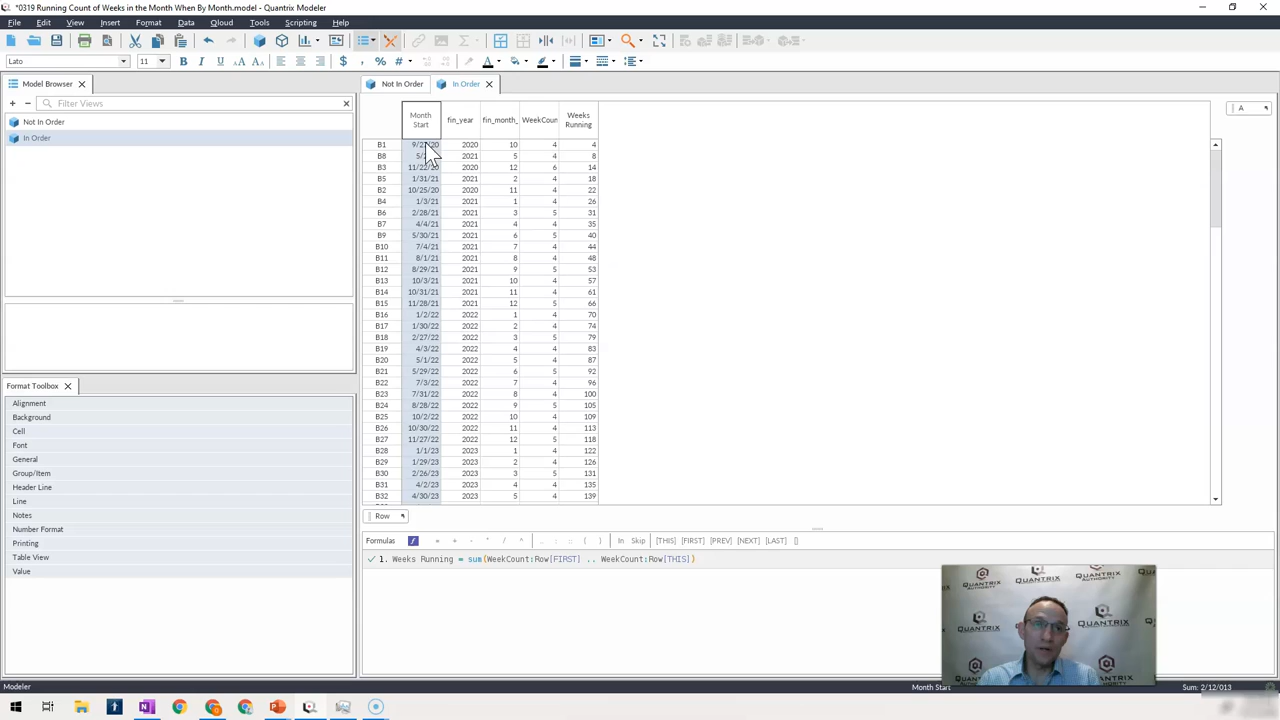 *0319 Running Count of Weeks in the Month When By Month.model - Quantrix Modeler
File Edit View Insert Format Data Qloud Tools Scripting Help
Lato 11
Model Browser
Filter Views
Not In Order
In Order
Format Toolbox
Alignment
Background
Cell
Font
General
Group/Item
Header Line
Line
Notes
Number Format
Printing
Table View
Value
Not In Order In Order
Month Start fin_year fin_month_ WeekCoun Weeks Running
A
B1 2020 10 4 4
B8 2021 5 4 8
B3 11/22/20 2020 12 6 14
B5 1/31/21 2021 2 4 18
B2 10/25/20 2020 11 4 22
B4 1/3/21 2021 1 4 26
B6 2/28/21 2021 3 5 31
B7 4/4/21 2021 4 4 35
B9 5/30/21 2021 6 5 40
B10 7/4/21 2021 7 4 44
B11 8/1/21 2021 8 4 48
B12 8/29/21 2021 9 5 53
B13 10/3/21 2021 10 4 57
B14 10/31/21 2021 11 4 61
B15 11/28/21 2021 12 5 66
B16 1/2/22 2022 1 4 70
B17 1/30/22 2022 2 4 74
B18 2/27/22 2022 3 5 79
B19 4/3/22 2022 4 4 83
B20 5/1/22 2022 5 4 87
B21 5/29/22 2022 6 5 92
B22 7/3/22 2022 7 4 96
B23 7/31/22 2022 8 4 100
B24 8/28/22 2022 9 5 105
B25 10/2/22 2022 10 4 109
B26 10/30/22 2022 11 4 113
B27 11/27/22 2022 12 5 118
B28 1/1/23 2023 1 4 122
B29 1/29/23 2023 2 4 126
B30 2/26/23 2023 3 5 131
B31 4/2/23 2023 4 4 135
B32 4/30/23 2023 5 4 139
Row
Formulas f + - * / ^ . : :: ( ) In Skip [THIS] [FIRST] [PREV] [NEXT] [LAST] []
1. Weeks Running = sum(WeekCount:Row[FIRST] .. WeekCount:Row[THIS])
QUANTRIX AUTHORITY
QUANTRIX
QUANTRIX
Modeler Month Start Sum: 2/12/013